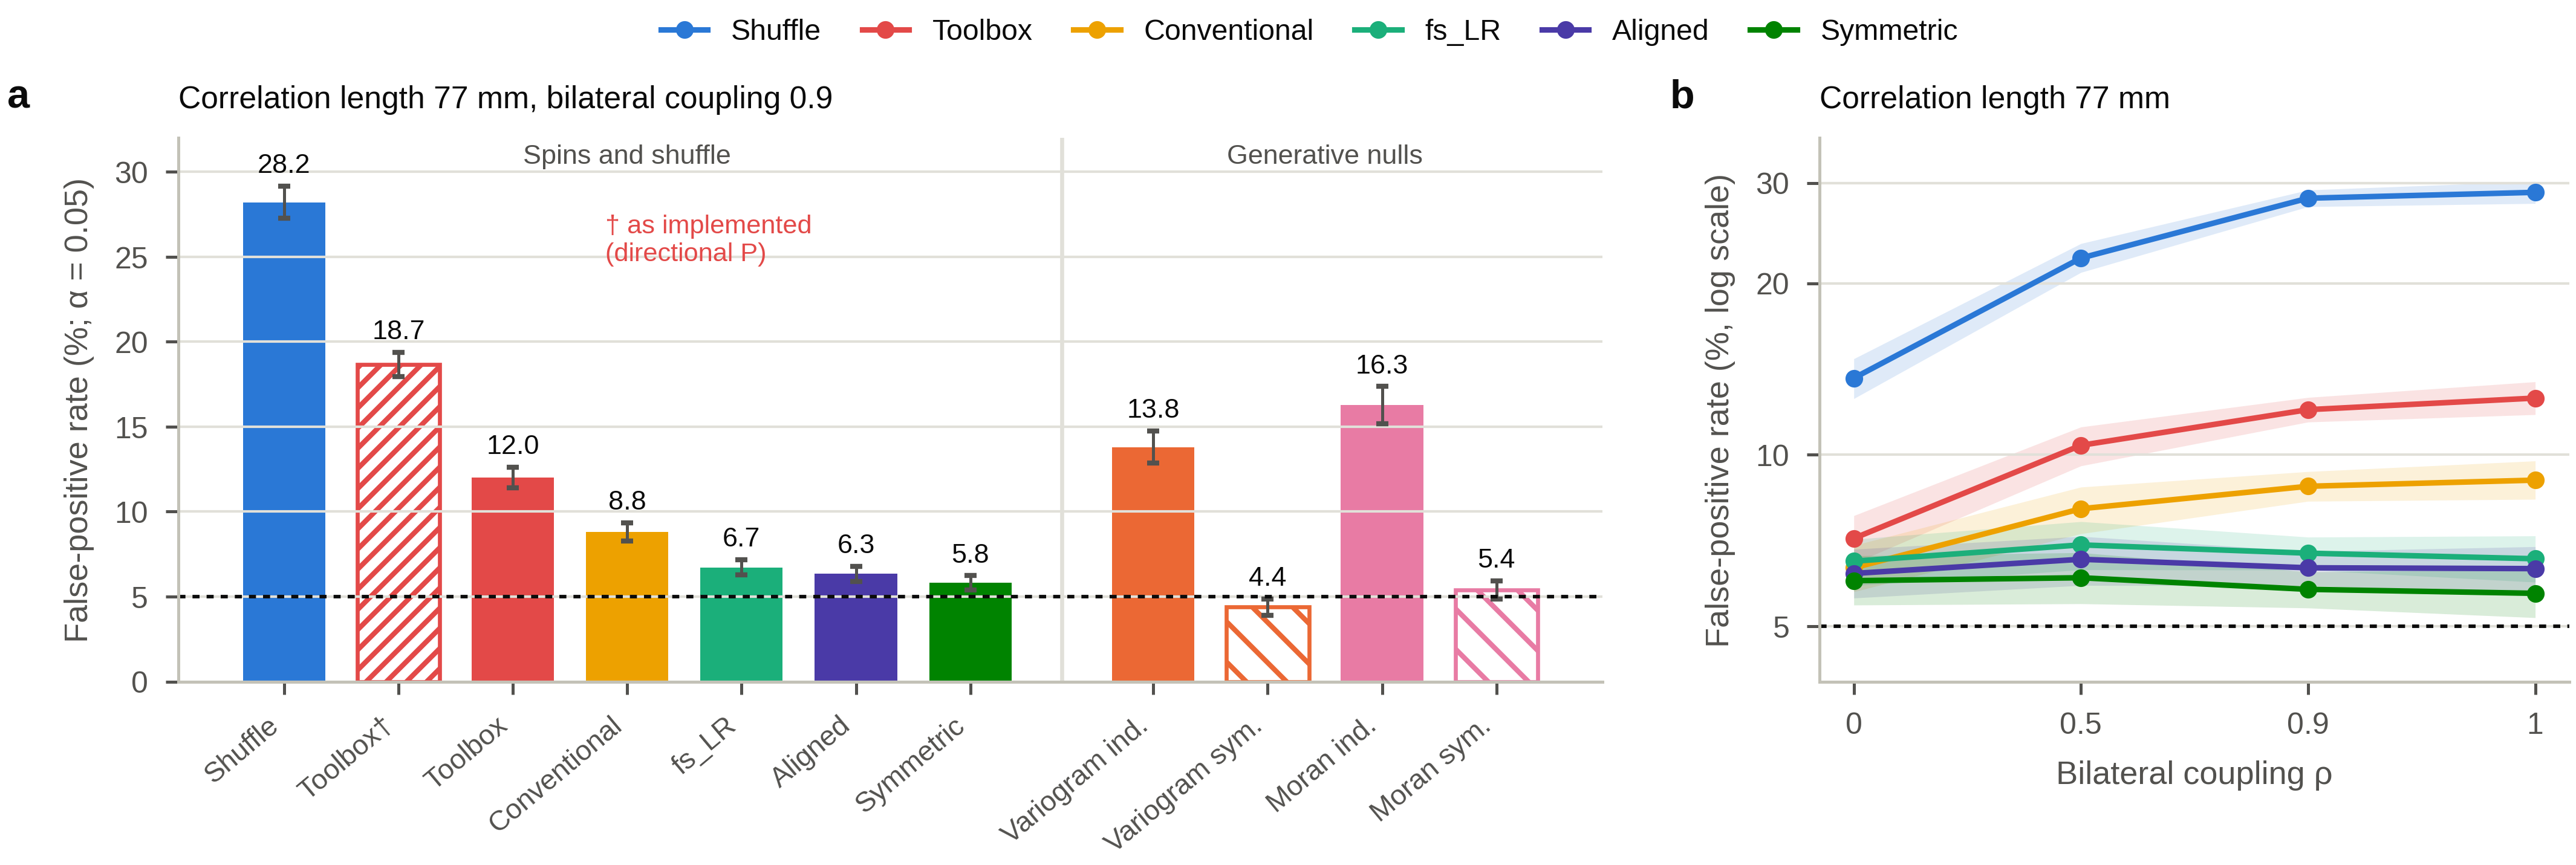 Shuffle Toolbox Conventional fs_LR Aligned Symmetric
a
Correlation length 77 mm, bilateral coupling 0.9
False-positive rate (%; α = 0.05)
30
25
20
15
10
5
0
Spins and shuffle
Generative nulls
† as implemented
(directional P)
28.2
18.7
12.0
8.8
6.7
6.3
5.8
13.8
4.4
16.3
5.4
Shuffle
Toolbox†
Toolbox
Conventional
fs_LR
Aligned
Symmetric
Variogram ind.
Variogram sym.
Moran ind.
Moran sym.
b
Correlation length 77 mm
False-positive rate (%, log scale)
30
20
10
5
0 0.5 0.9 1
Bilateral coupling ρ